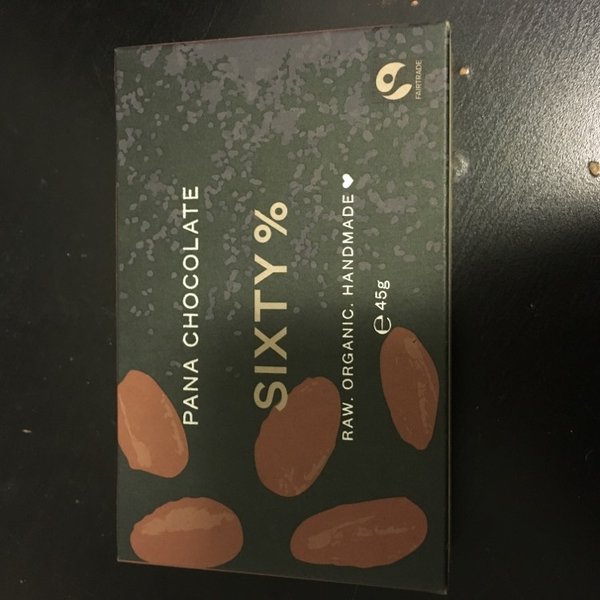 PANA CHOCOLATE
SIXTY%
RAW. ORGANIC. HANDMADE ♥
℮ 45g
FAIRTRADE